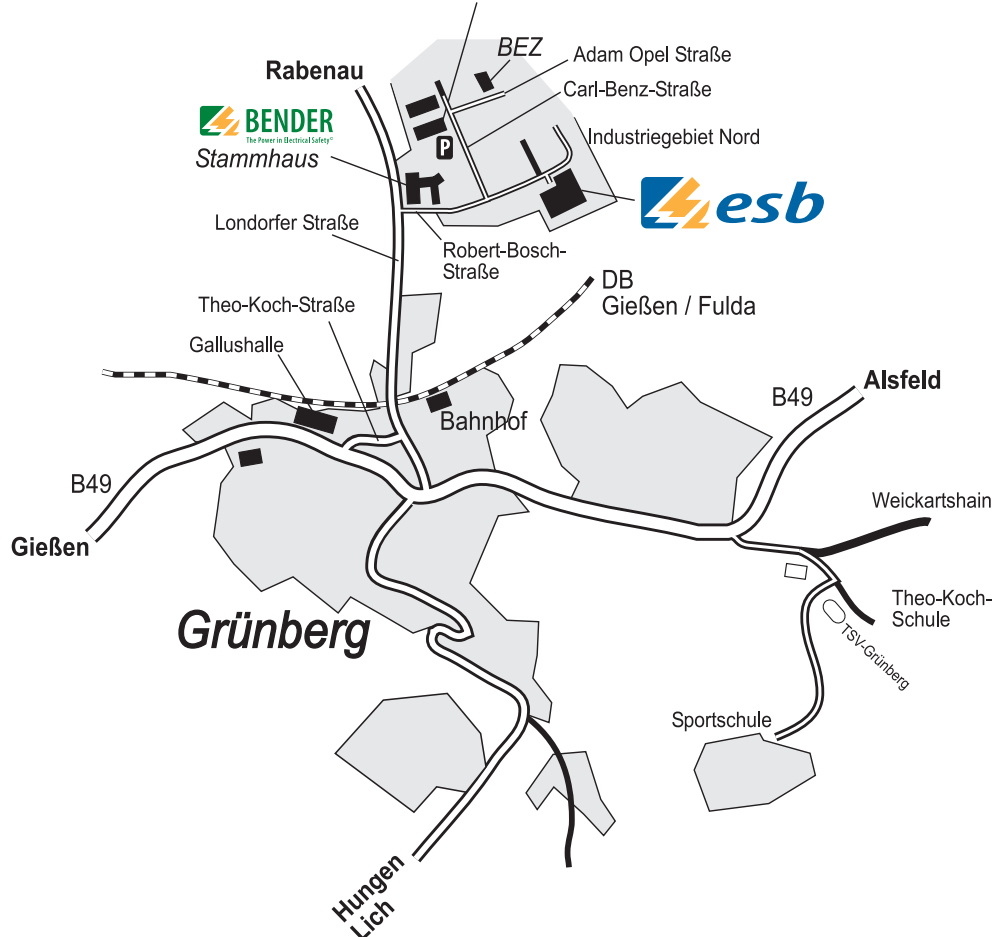 BEZ
Adam Opel Straße
Rabenau
Carl-Benz-Straße
BENDER
The Power in Electrical Safety®
Industriegebiet Nord
P
Stammhaus
esb
Londorfer Straße
Robert-Bosch-
Straße
DB
Gießen / Fulda
Theo-Koch-Straße
Gallushalle
Alsfeld
B49
Bahnhof
B49
Weickartshain
Gießen
Theo-Koch-
Schule
Grünberg
TSV-Grünberg
Sportschule
Hungen
Lich